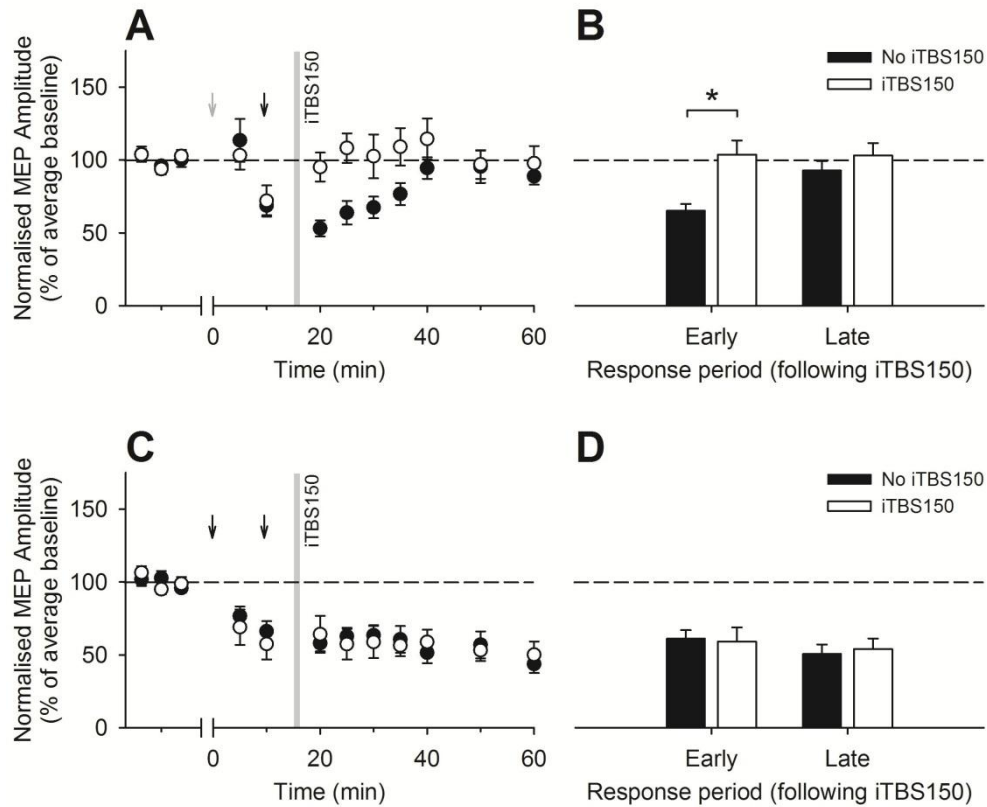 A
Normalised MEP Amplitude
(% of average baseline)
150
100
50
0
iTBS150
0
20
40
60
Time (min)
B
No iTBS150
iTBS150
*
Early
Late
Response period (following iTBS150)
C
Normalised MEP Amplitude
(% of average baseline)
150
100
50
0
iTBS150
0
20
40
60
Time (min)
D
No iTBS150
iTBS150
Early
Late
Response period (following iTBS150)